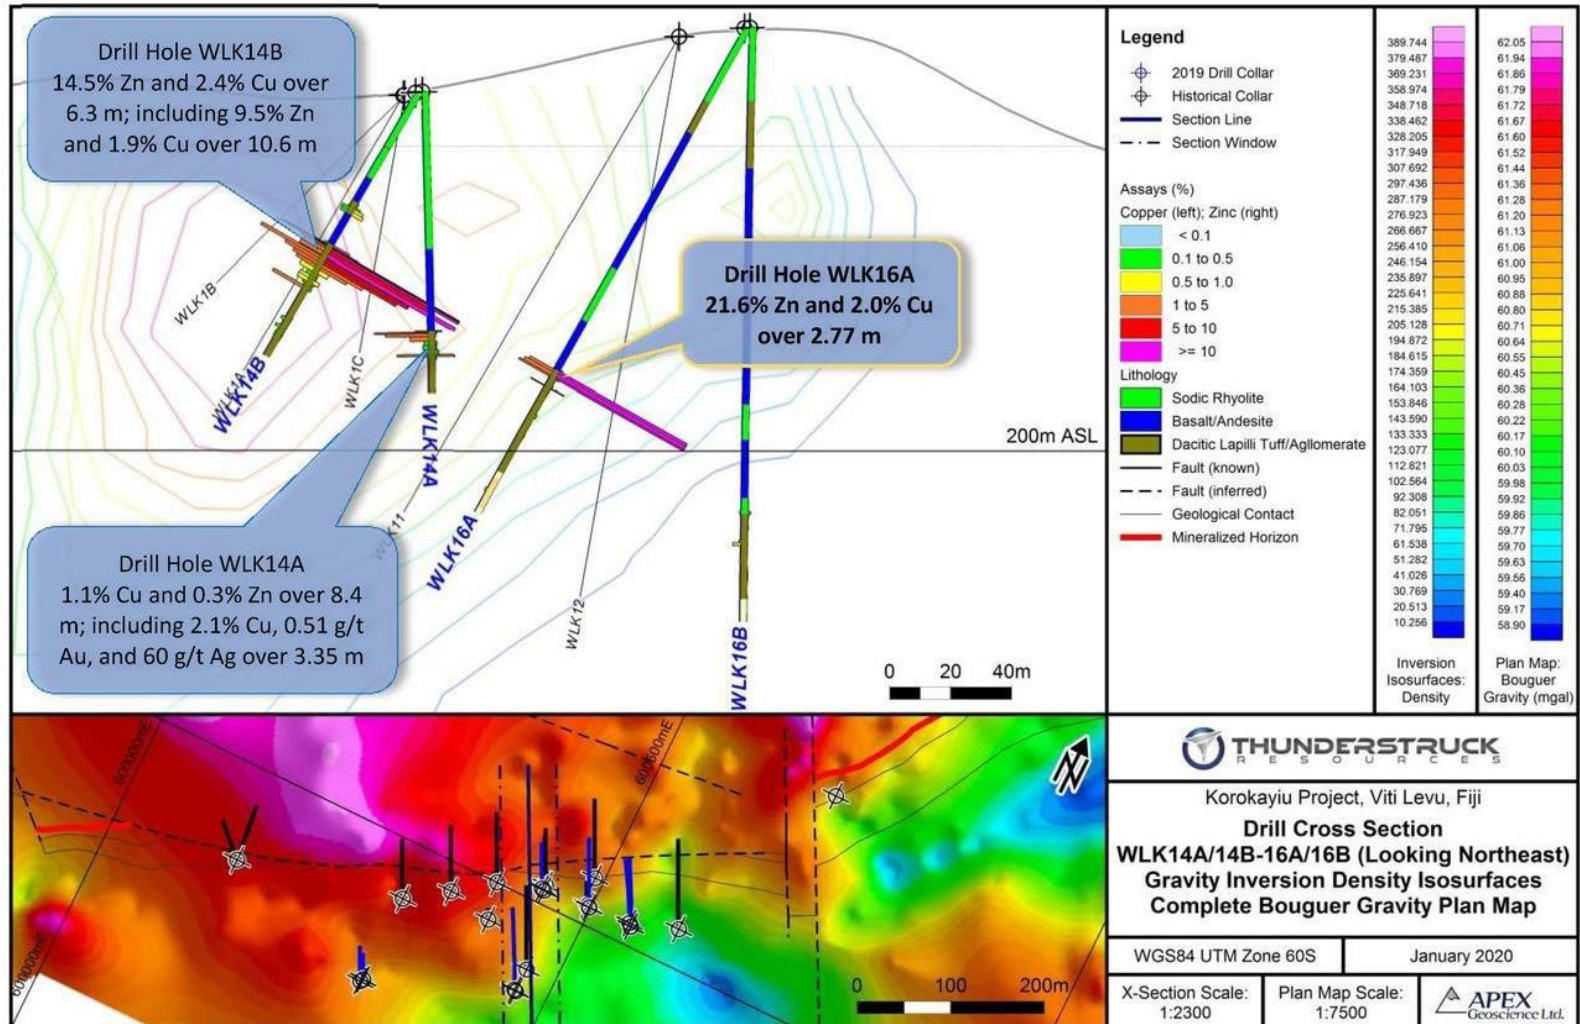 Drill Hole WLK14B
14.5% Zn and 2.4% Cu over
6.3 m; including 9.5% Zn
and 1.9% Cu over 10.6 m
Drill Hole WLK16A
21.6% Zn and 2.0% Cu
over 2.77 m
Drill Hole WLK14A
1.1% Cu and 0.3% Zn over 8.4
m; including 2.1% Cu, 0.51 g/t
Au, and 60 g/t Ag over 3.35 m
WLK1B
WLK1A
WLK14B
WLK1C
WLK14A
WLK11
WLK16A
WLK12
WLK16B
200m ASL
0 20 40m
Legend
2019 Drill Collar
Historical Collar
Section Line
Section Window
Assays (%)
Copper (left); Zinc (right)
< 0.1
0.1 to 0.5
0.5 to 1.0
1 to 5
5 to 10
>= 10
Lithology
Sodic Rhyolite
Basalt/Andesite
Dacitic Lapilli Tuff/Agllomerate
Fault (known)
Fault (inferred)
Geological Contact
Mineralized Horizon
389.744
379.487
369.231
358.974
348.718
338.462
328.205
317.949
307.692
297.436
287.179
276.923
266.667
256.410
246.154
235.897
225.641
215.385
205.128
194.872
184.615
174.359
164.103
153.846
143.590
133.333
123.077
112.821
102.564
92.308
82.051
71.795
61.538
51.282
41.026
30.769
20.513
10.256
Inversion
Isosurfaces:
Density
62.05
61.94
61.86
61.79
61.72
61.67
61.60
61.52
61.44
61.36
61.28
61.20
61.13
61.06
61.00
60.95
60.88
60.80
60.71
60.64
60.55
60.45
60.36
60.28
60.22
60.17
60.10
60.03
59.98
59.92
59.86
59.77
59.70
59.63
59.56
59.40
59.17
58.90
Plan Map:
Bouguer
Gravity (mgal)
600000mE
N
0 100 200m
THUNDERSTRUCK
RESOURCES
Korokayiu Project, Viti Levu, Fiji
Drill Cross Section
WLK14A/14B-16A/16B (Looking Northeast)
Gravity Inversion Density Isosurfaces
Complete Bouguer Gravity Plan Map
WGS84 UTM Zone 60S
January 2020
X-Section Scale:
1:2300
Plan Map Scale:
1:7500
APEX
Geoscience Ltd.